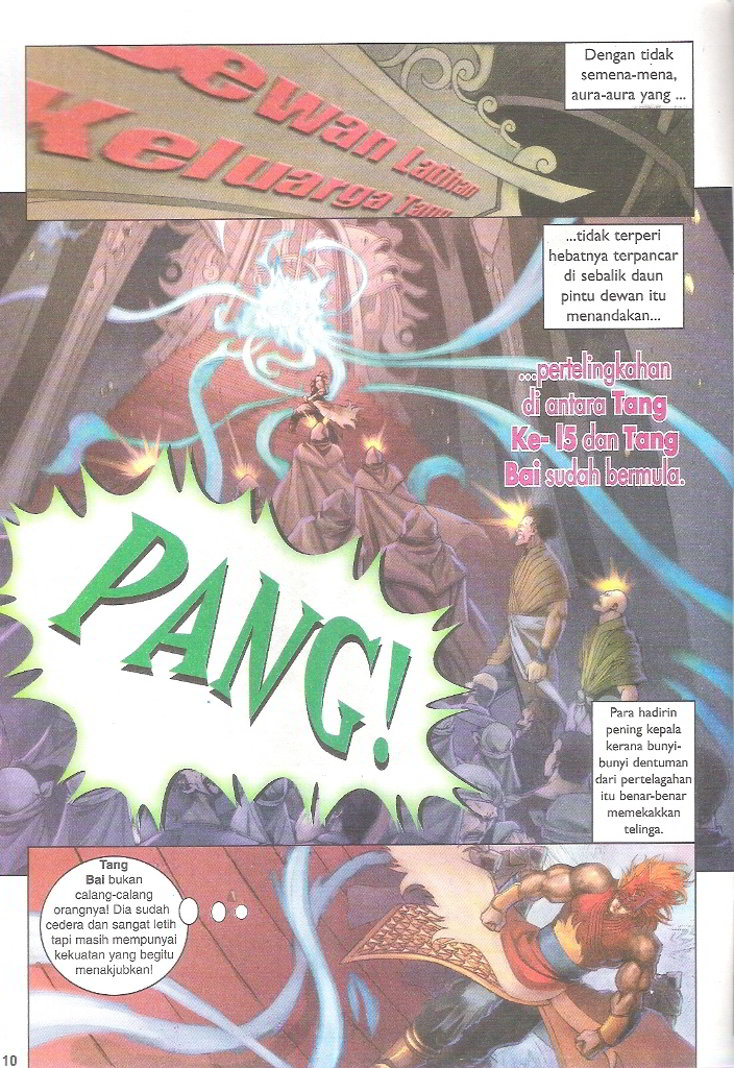 Dewan Latihan
Keluarga Tang
Dengan tidak
semena-mena,
aura-aura yang ...
...tidak terperi
hebatnya terpancar
di sebalik daun
pintu dewan itu
menandakan...
...pertelingkahan
di antara Tang
Ke- 15 dan Tang
Bai sudah bermula.
PANG!
Para hadirin
pening kepala
kerana bunyi-
bunyi dentuman
dari pertelagahan
itu benar-benar
memekakkan
telinga.
Tang
Bai bukan
calang-calang
orangnya! Dia sudah
cedera dan sangat letih
tapi masih mempunyai
kekuatan yang begitu
menakjubkan!
10